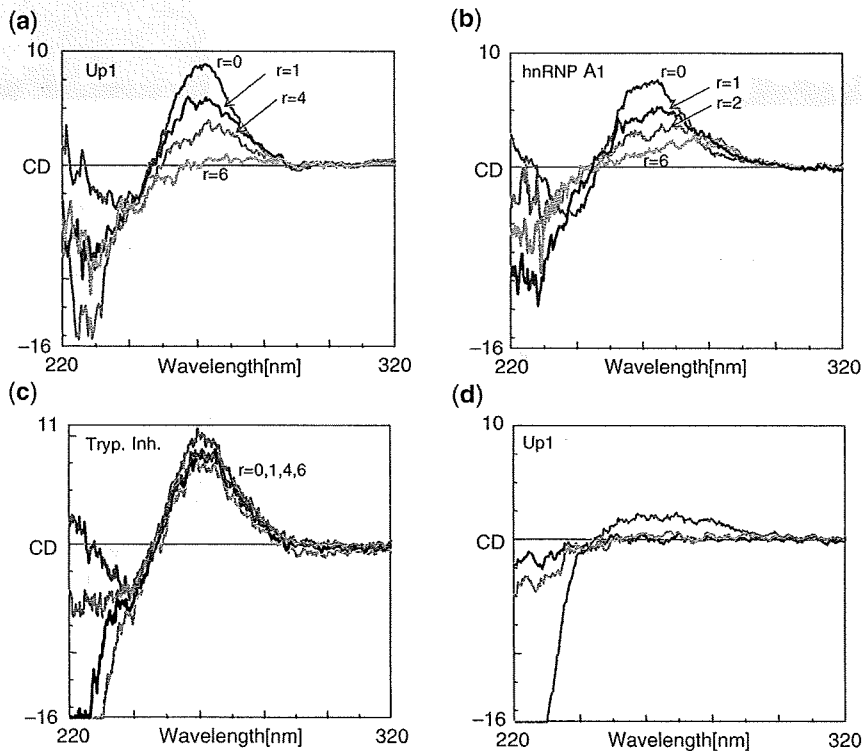 (a)
10
Up1
r=0
r=1
r=4
CD
r=6
-16
220
Wavelength[nm]
320
(b)
10
hnRNP A1
r=0
r=1
r=2
CD
r=6
-16
220
Wavelength[nm]
320
(c)
11
Tryp. Inh.
r=0,1,4,6
CD
-16
220
Wavelength[nm]
320
(d)
10
Up1
CD
-16
220
Wavelength[nm]
320